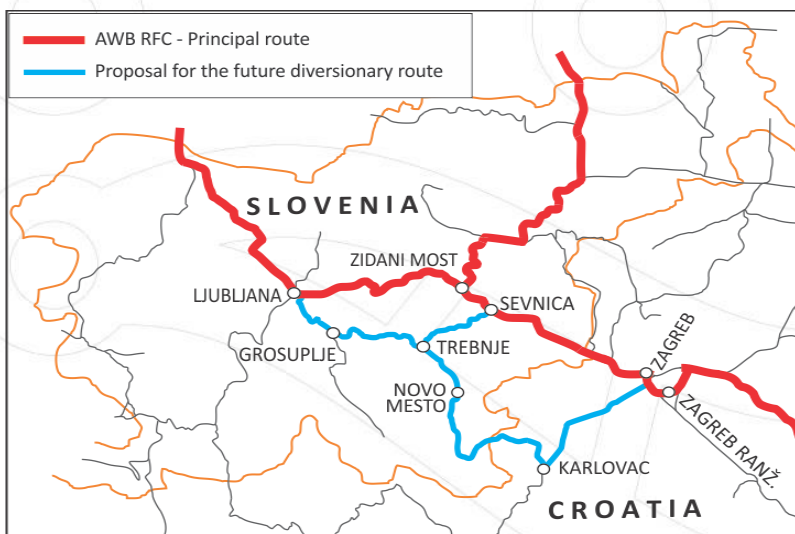 AWB RFC - Principal route
Proposal for the future diversionary route
SLOVENIA
ZIDANI MOST
LJUBLJANA
SEVNICA
GROSUPLJE
TREBNJE
ZAGREB
NOVO
MESTO
ZAGREB RANŽ.
KARLOVAC
CROATIA